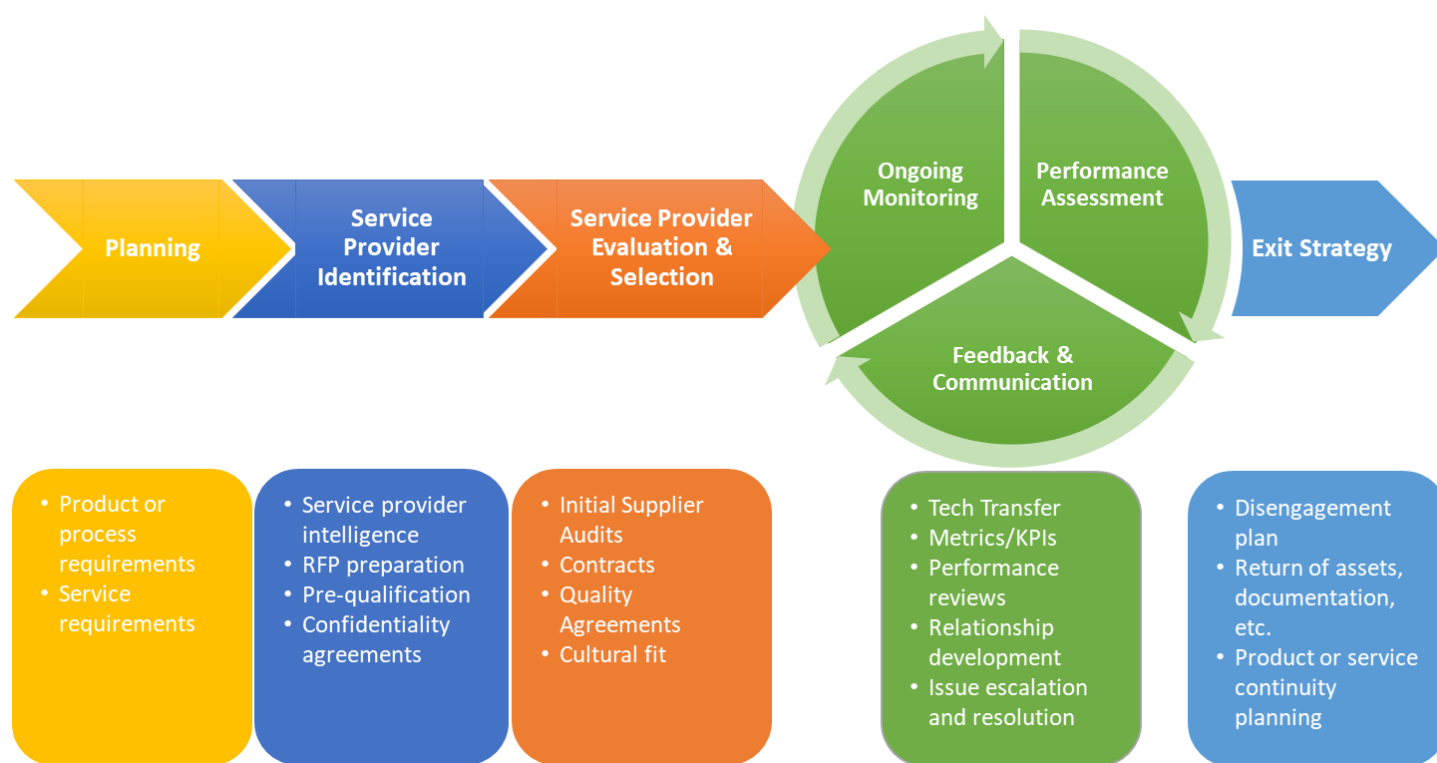 Ongoing
Monitoring
Performance
Assessment
Planning
Service
Provider
Identification
Service Provider
Evaluation &
Selection
Exit Strategy
Feedback &
Communication
• Product or
process
requirements
• Service
requirements
• Service provider
intelligence
• RFP preparation
• Pre-qualification
• Confidentiality
agreements
• Initial Supplier
Audits
• Contracts
• Quality
Agreements
• Cultural fit
• Tech Transfer
• Metrics/KPIs
• Performance
reviews
• Relationship
development
• Issue escalation
and resolution
• Disengagement
plan
• Return of assets,
documentation,
etc.
• Product or service
continuity
planning